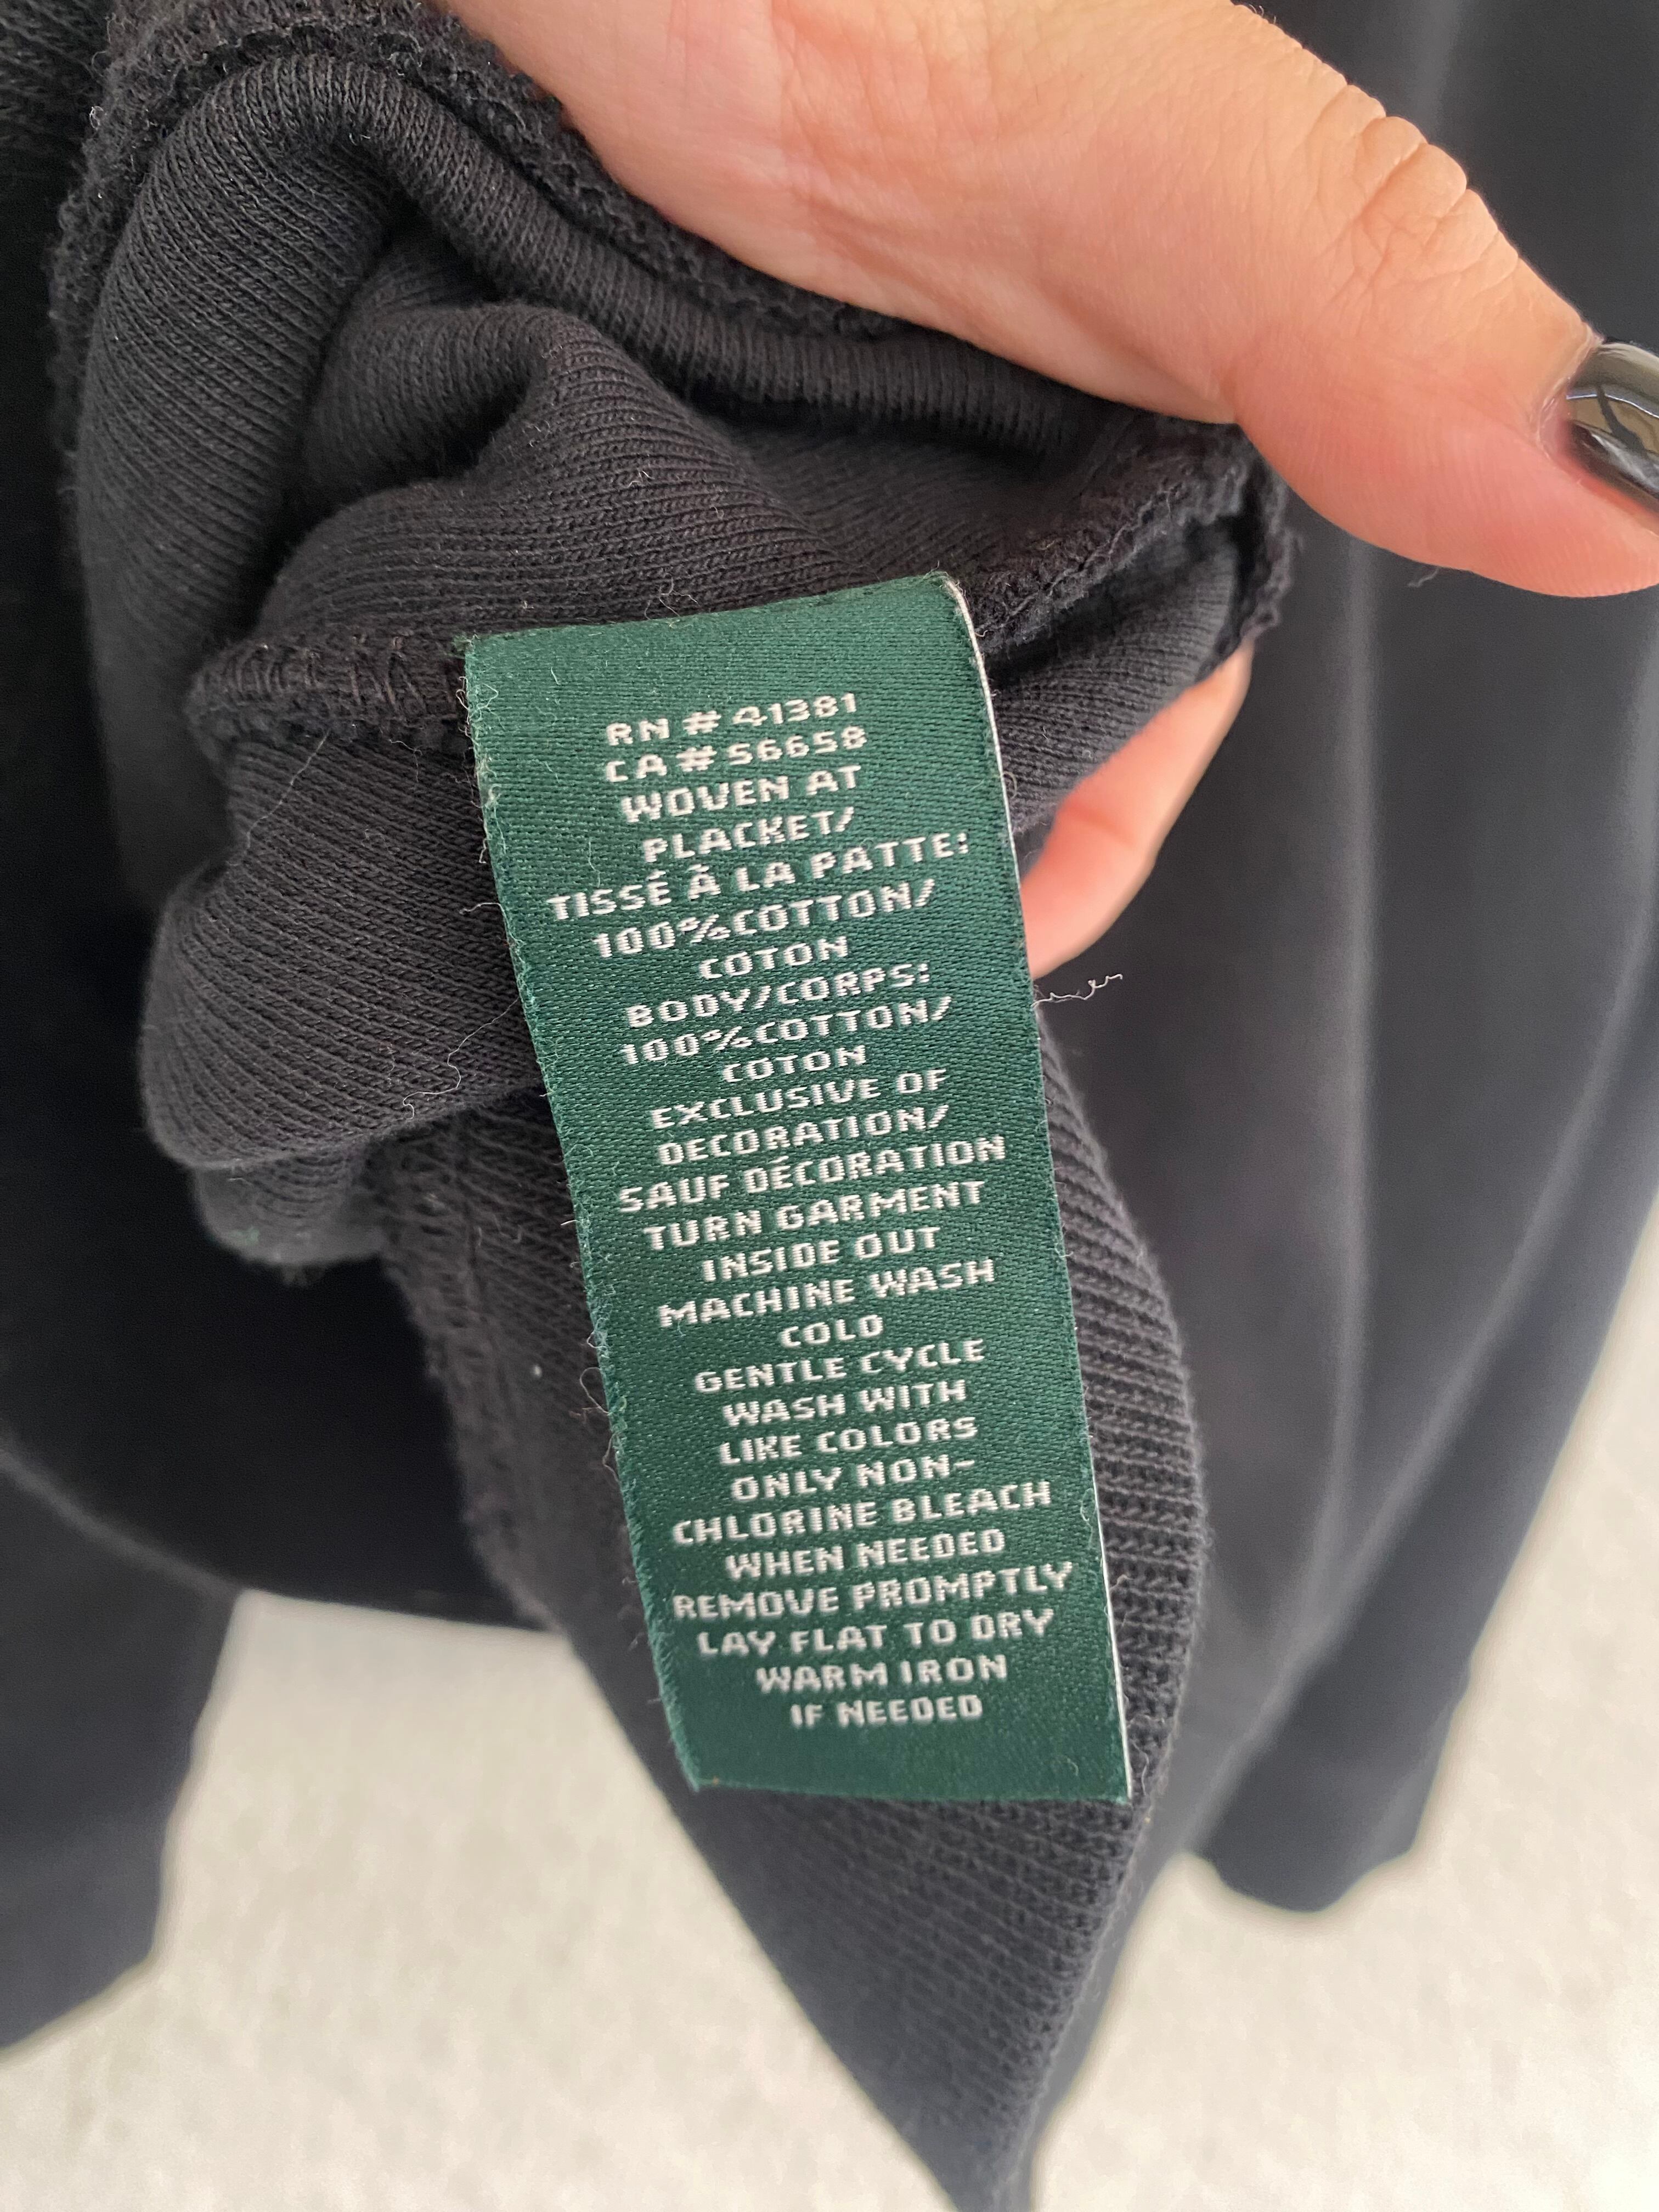 RN # 41381
CA # 56658
WOVEN AT
PLACKET/
TISSÉ À LA PATTE:
100%COTTON/
COTON
BODY/CORPS:
100%COTTON/
COTON
EXCLUSIVE OF
DECORATION/
SAUF DÉCORATION
TURN GARMENT
INSIDE OUT
MACHINE WASH
COLD
GENTLE CYCLE
WASH WITH
LIKE COLORS
ONLY NON-
CHLORINE BLEACH
WHEN NEEDED
REMOVE PROMPTLY
LAY FLAT TO DRY
WARM IRON
IF NEEDED